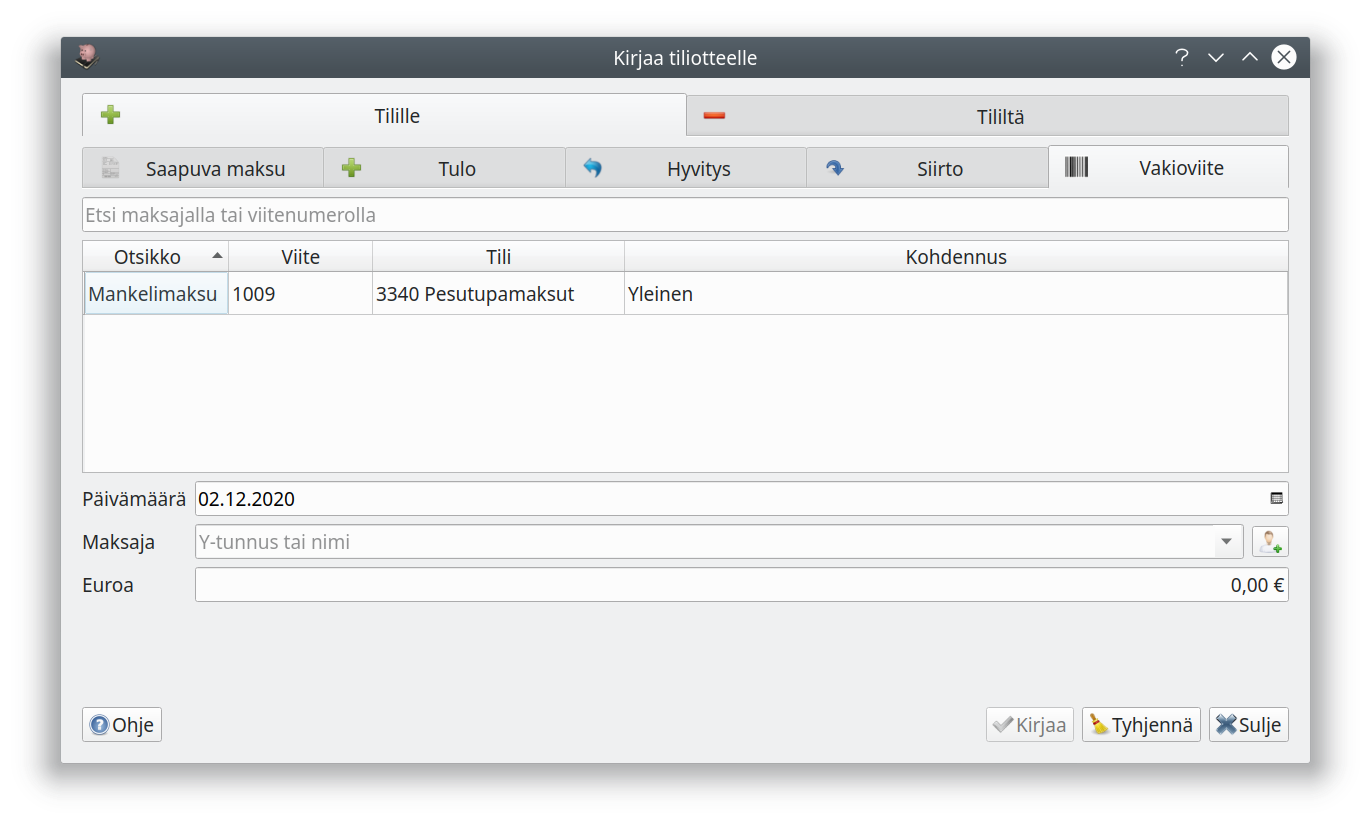 Kirjaa tiliotteelle
Tilille Tililtä
Saapuva maksu Tulo Hyvitys Siirto Vakioviite
Etsi maksajalla tai viitenumerolla
Otsikko Viite Tili Kohdennus
Mankelimaksu 1009 3340 Pesutupamaksut Yleinen
Päivämäärä 02.12.2020
Maksaja Y-tunnus tai nimi
Euroa 0,00 €
Ohje Kirjaa Tyhjennä Sulje